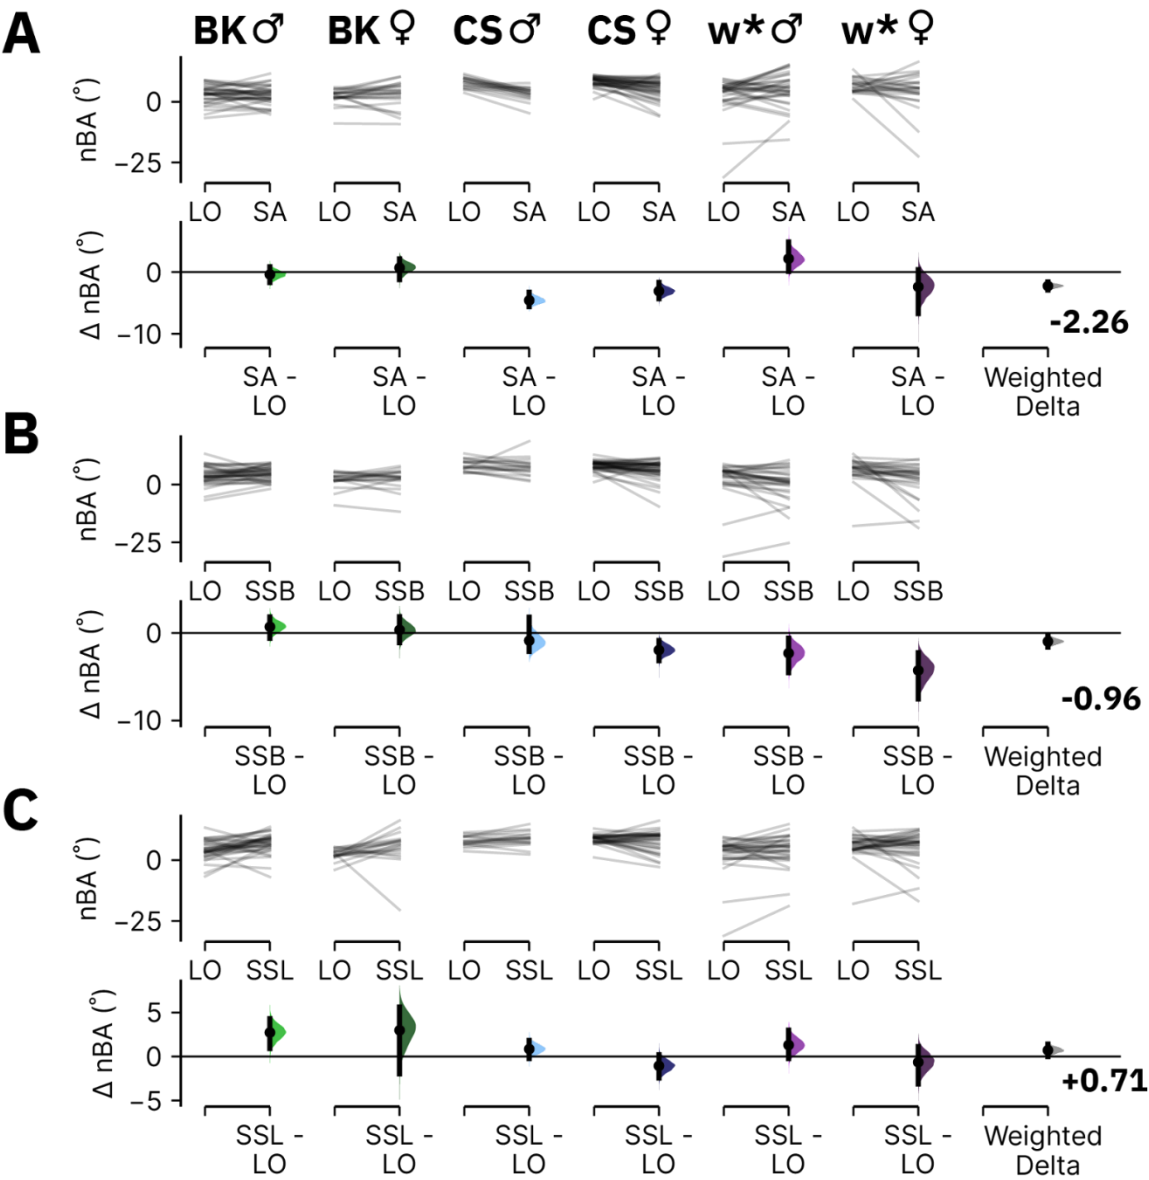 A
BK♂ BK♀ CS♂ CS♀ w*♂ w*♀
nBA (°)
0
−25
LO SA LO SA LO SA LO SA LO SA LO SA
Δ nBA (°)
0
−10
-2.26
SA - SA - SA - SA - SA - SA - Weighted
LO LO LO LO LO LO Delta
B
nBA (°)
0
−25
LO SSB LO SSB LO SSB LO SSB LO SSB LO SSB
Δ nBA (°)
0
−10
-0.96
SSB - SSB - SSB - SSB - SSB - SSB - Weighted
LO LO LO LO LO LO Delta
C
nBA (°)
0
−25
LO SSL LO SSL LO SSL LO SSL LO SSL LO SSL
Δ nBA (°)
5
0
−5
+0.71
SSL - SSL - SSL - SSL - SSL - SSL - Weighted
LO LO LO LO LO LO Delta